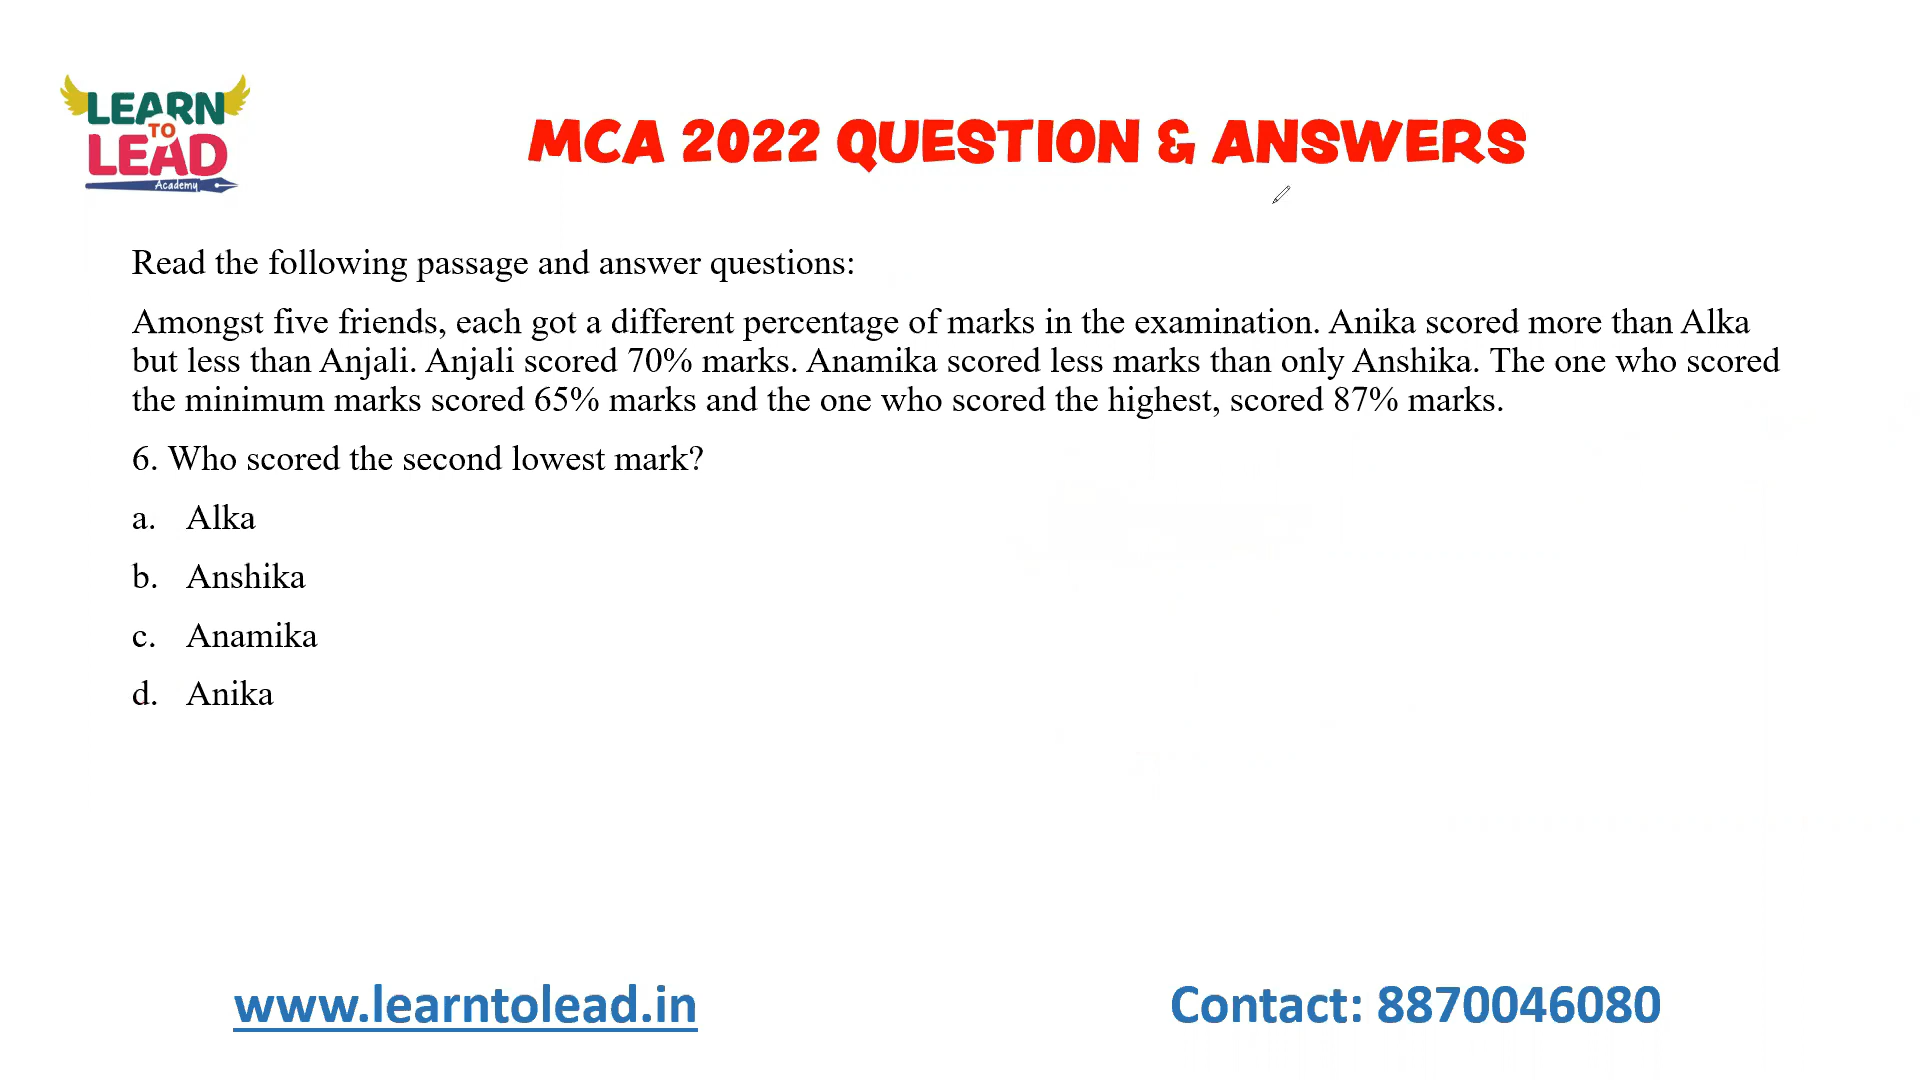 LEARN
TO
LEAD
Academy
MCA 2022 QUESTION & ANSWERS
Read the following passage and answer questions:
Amongst five friends, each got a different percentage of marks in the examination. Anika scored more than Alka
but less than Anjali. Anjali scored 70% marks. Anamika scored less marks than only Anshika. The one who scored
the minimum marks scored 65% marks and the one who scored the highest, scored 87% marks.
6. Who scored the second lowest mark?
a. Alka
b. Anshika
c. Anamika
d. Anika
www.learntolead.in
Contact: 8870046080